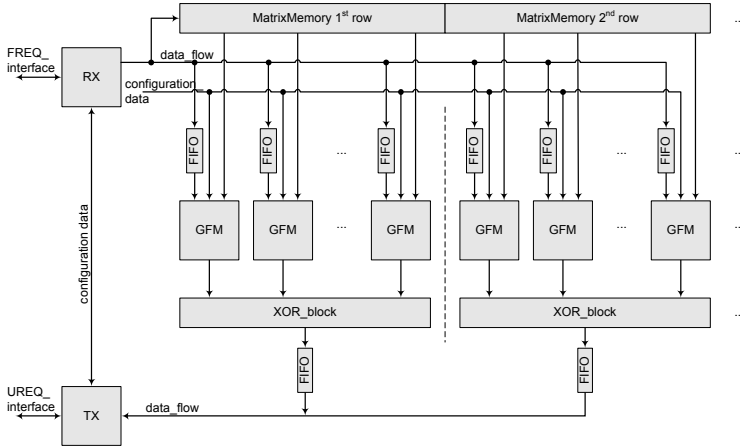 MatrixMemory 1st row
MatrixMemory 2nd row
...
FREQ_
interface
RX
data_flow
configuration_
data
FIFO
FIFO
...
FIFO
FIFO
FIFO
...
FIFO
...
configuration data
GFM
GFM
...
GFM
GFM
GFM
...
GFM
...
XOR_block
XOR_block
...
FIFO
FIFO
UREQ_
interface
TX
data_flow